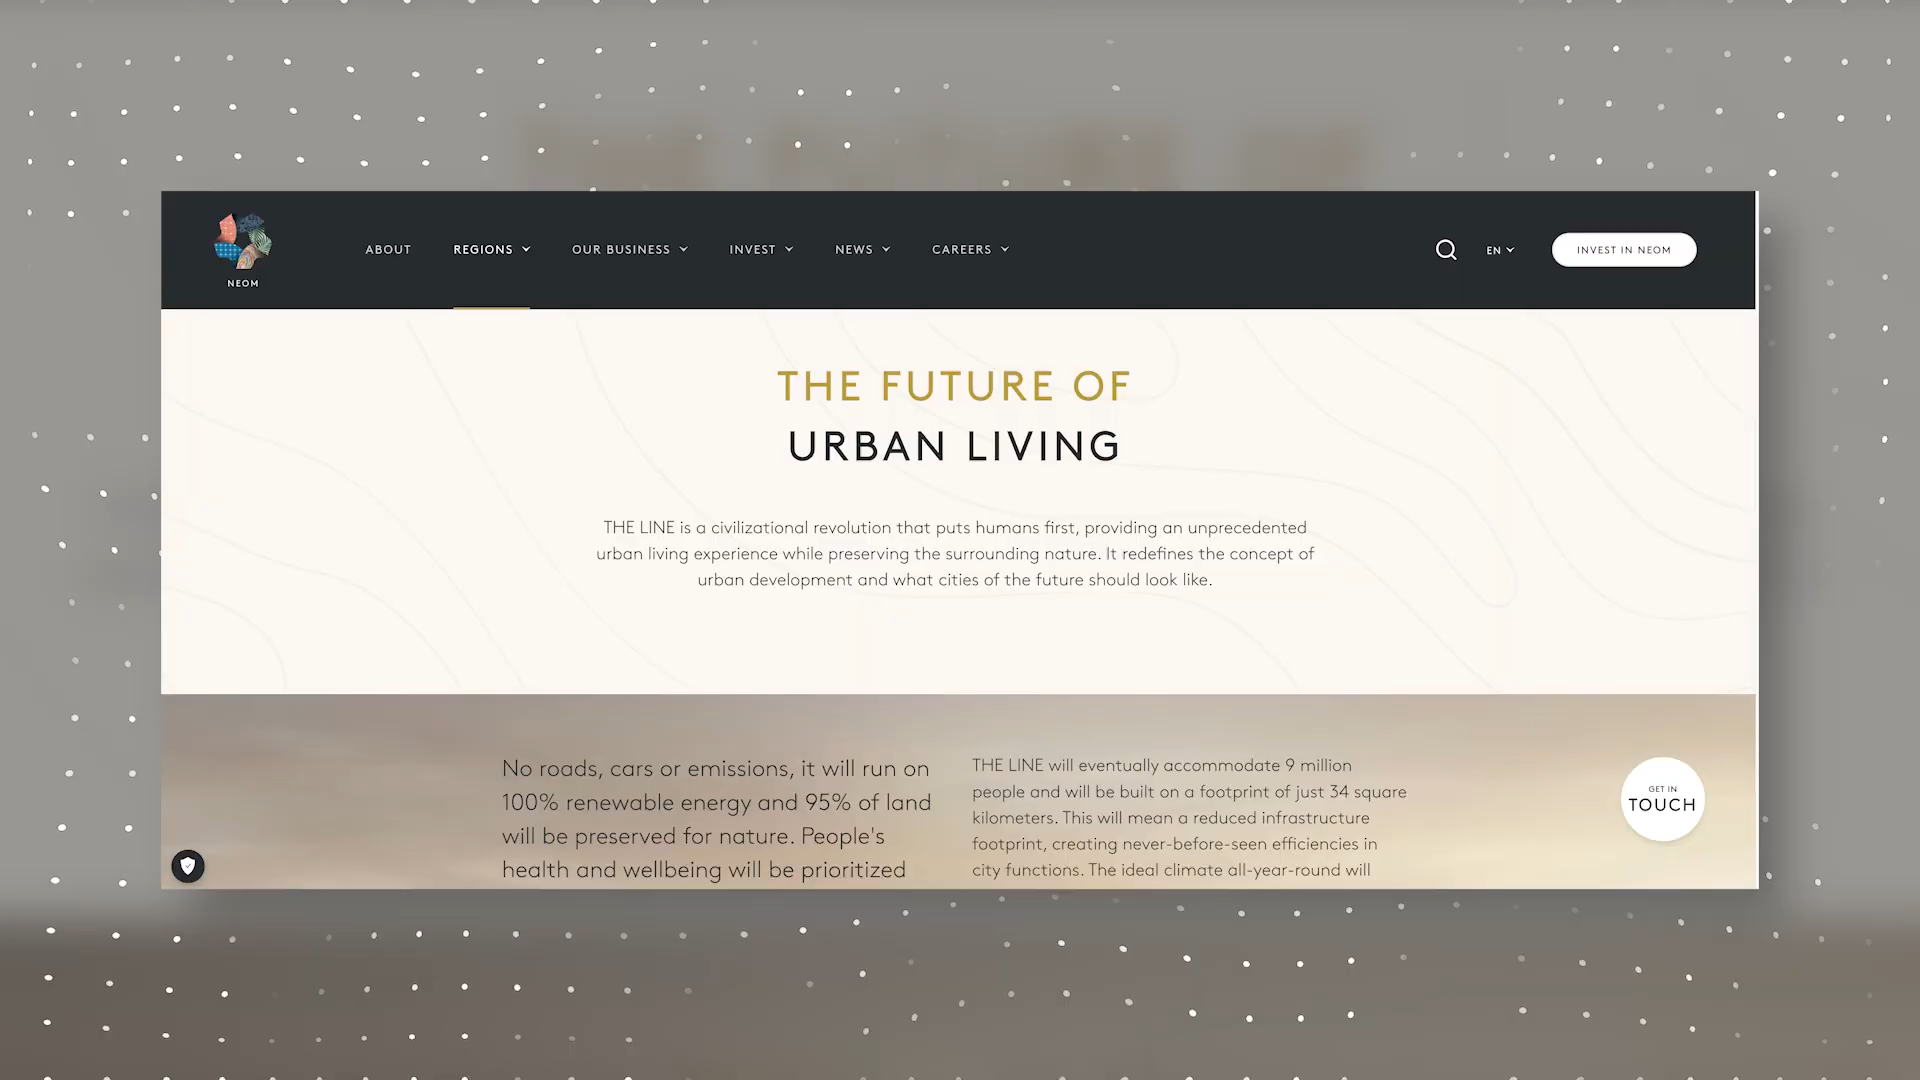 NEOM
ABOUT
REGIONS
OUR BUSINESS
INVEST
NEWS
CAREERS
EN
INVEST IN NEOM
THE FUTURE OF
URBAN LIVING
THE LINE is a civilizational revolution that puts humans first, providing an unprecedented
urban living experience while preserving the surrounding nature. It redefines the concept of
urban development and what cities of the future should look like.
No roads, cars or emissions, it will run on
100% renewable energy and 95% of land
will be preserved for nature. People's
health and wellbeing will be prioritized
THE LINE will eventually accommodate 9 million
people and will be built on a footprint of just 34 square
kilometers. This will mean a reduced infrastructure
footprint, creating never-before-seen efficiencies in
city functions. The ideal climate all-year-round will
GET IN
TOUCH